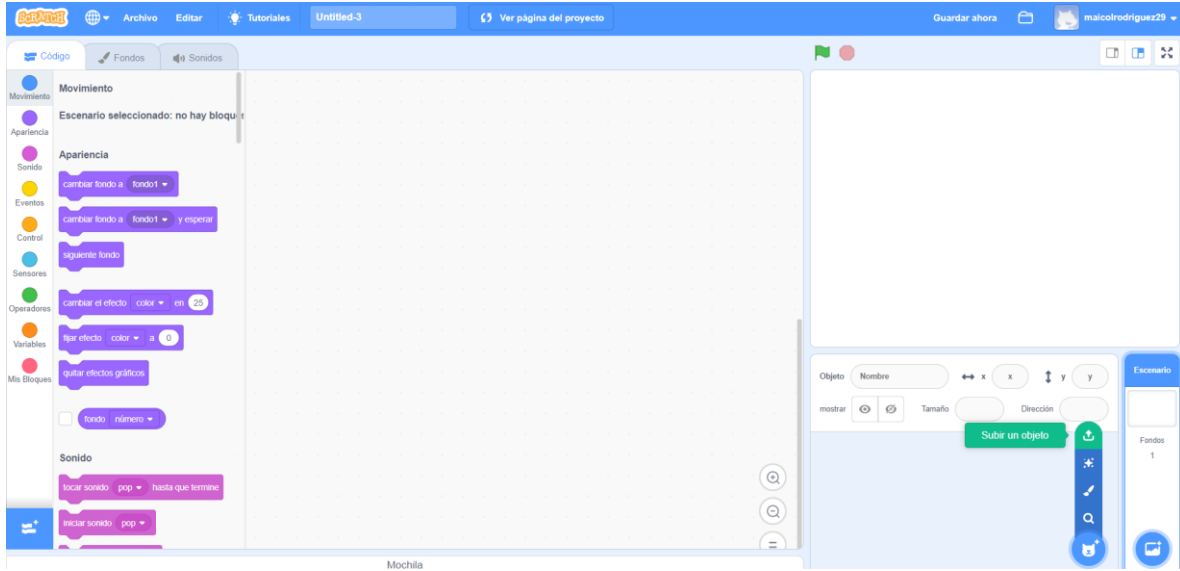 SCRATCH Archivo Editar Tutoriales Untitled-3 Ver página del proyecto Guardar ahora maicolrodriguez29
Código Fondos Sonidos
Movimiento
Apariencia
Sonido
Eventos
Control
Sensores
Operadores
Variables
Mis Bloques
Movimiento
Escenario seleccionado: no hay bloques
Apariencia
cambiar fondo a fondo1
cambiar fondo a fondo1 y esperar
siguiente fondo
cambiar el efecto color en 25
fijar efecto color a 0
quitar efectos gráficos
fondo número
Sonido
tocar sonido pop hasta que termine
iniciar sonido pop
Mochila
Objeto Nombre x x y y
mostrar Tamaño Dirección
Subir un objeto
Escenario
Fondos
1